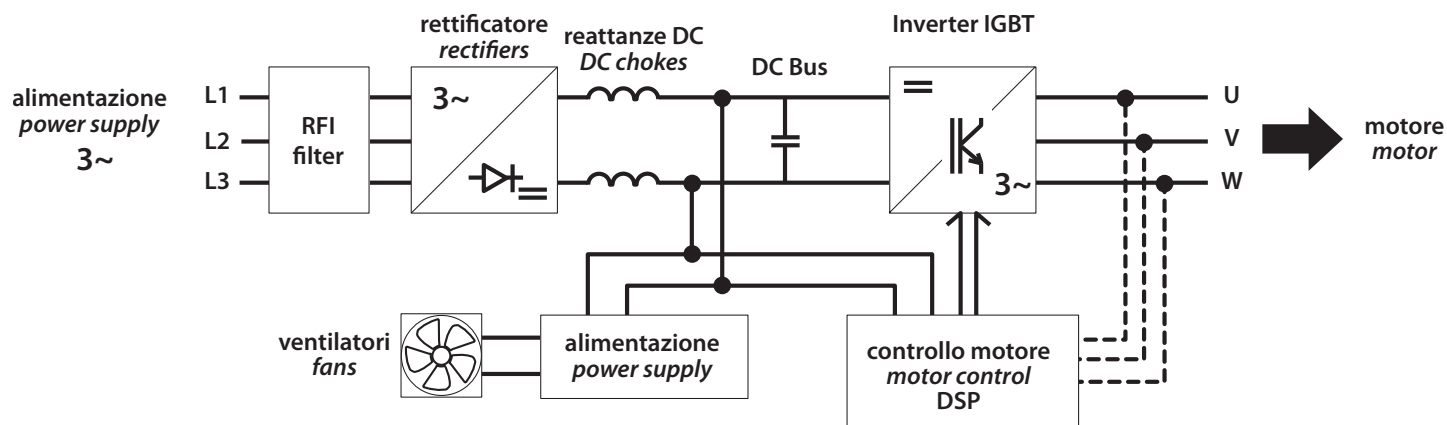 alimentazione
power supply
3~
L1
L2
L3
RFI
filter
rettificatore
rectifiers
3~
reattanze DC
DC chokes
DC Bus
Inverter IGBT
3~
U
V
W
motore
motor
ventilatori
fans
alimentazione
power supply
controllo motore
motor control
DSP